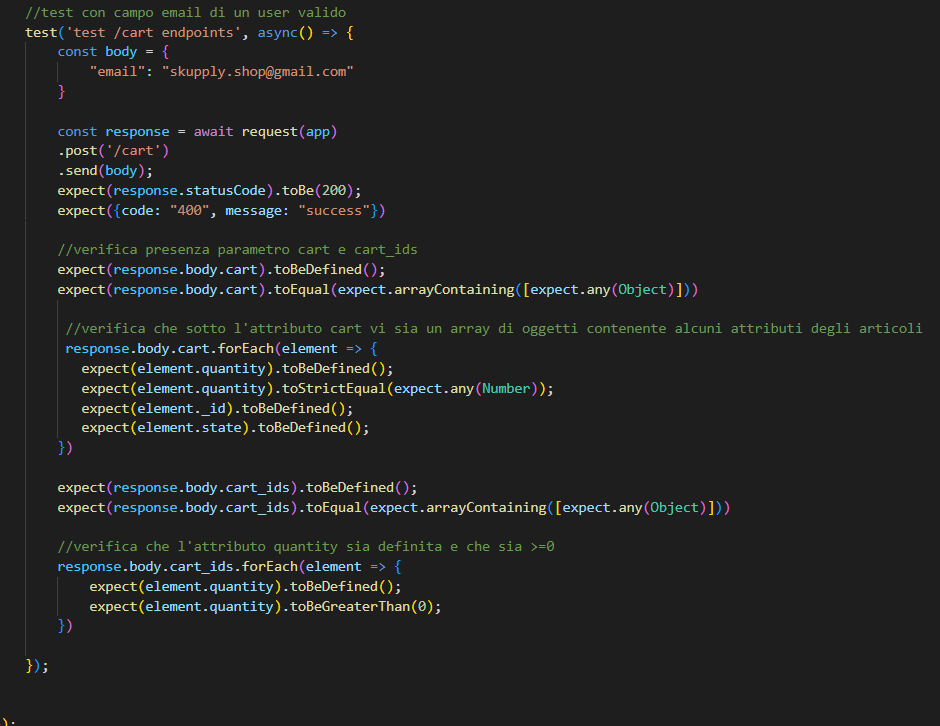 //test con campo email di un user valido
test('test /cart endpoints', async() => {
const body = {
"email": "skupply.shop@gmail.com"
}
const response = await request(app)
.post('/cart')
.send(body);
expect(response.statusCode).toBe(200);
expect({code: "400", message: "success"})
//verifica presenza parametro cart e cart_ids
expect(response.body.cart).toBeDefined();
expect(response.body.cart).toEqual(expect.arrayContaining([expect.any(Object)]))
//verifica che sotto l'attributo cart vi sia un array di oggetti contenente alcuni attributi degli articoli
response.body.cart.forEach(element => {
expect(element.quantity).toBeDefined();
expect(element.quantity).toStrictEqual(expect.any(Number));
expect(element._id).toBeDefined();
expect(element.state).toBeDefined();
})
expect(response.body.cart_ids).toBeDefined();
expect(response.body.cart_ids).toEqual(expect.arrayContaining([expect.any(Object)]))
//verifica che l'attributo quantity sia definita e che sia >=0
response.body.cart_ids.forEach(element => {
expect(element.quantity).toBeDefined();
expect(element.quantity).toBeGreaterThan(0);
})
});
);